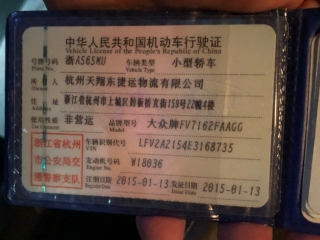 中华人民共和国机动车行驶证
Vehicle License of the People's Republic of China
号牌号码 浙A565MU 车辆类型 小型轿车
Plate No. Vehicle Type
所有人 杭州天翔东捷运物流有限公司
Owner
住址 浙江省杭州市上城区 159号22幢4楼
Address
使用性质 非营运 品牌型号 大众牌FV7162FAAGG
Use Character Model
浙江省杭州市公安局交通警察支队
车辆识别代号 LFV2A2154E3168735
VIN
发动机号码 W18036
Engine No.
注册日期 2015-01-13 发证日期 2015-01-13
Register Date Issue Date